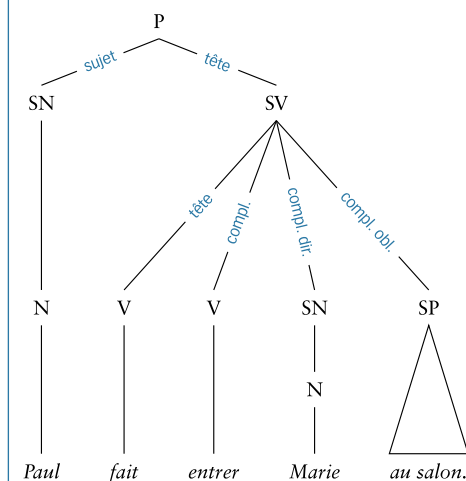 P
sujet tête
SN SV
tête compl. compl. dir. compl. obl.
N V V SN SP
N
Paul fait entrer Marie au salon.